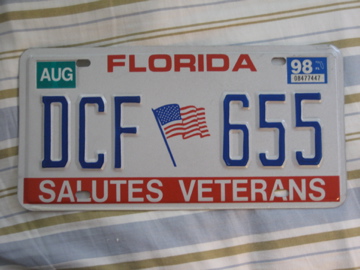 AUG FLORIDA 98
08477447
DCF 655
SALUTES VETERANS